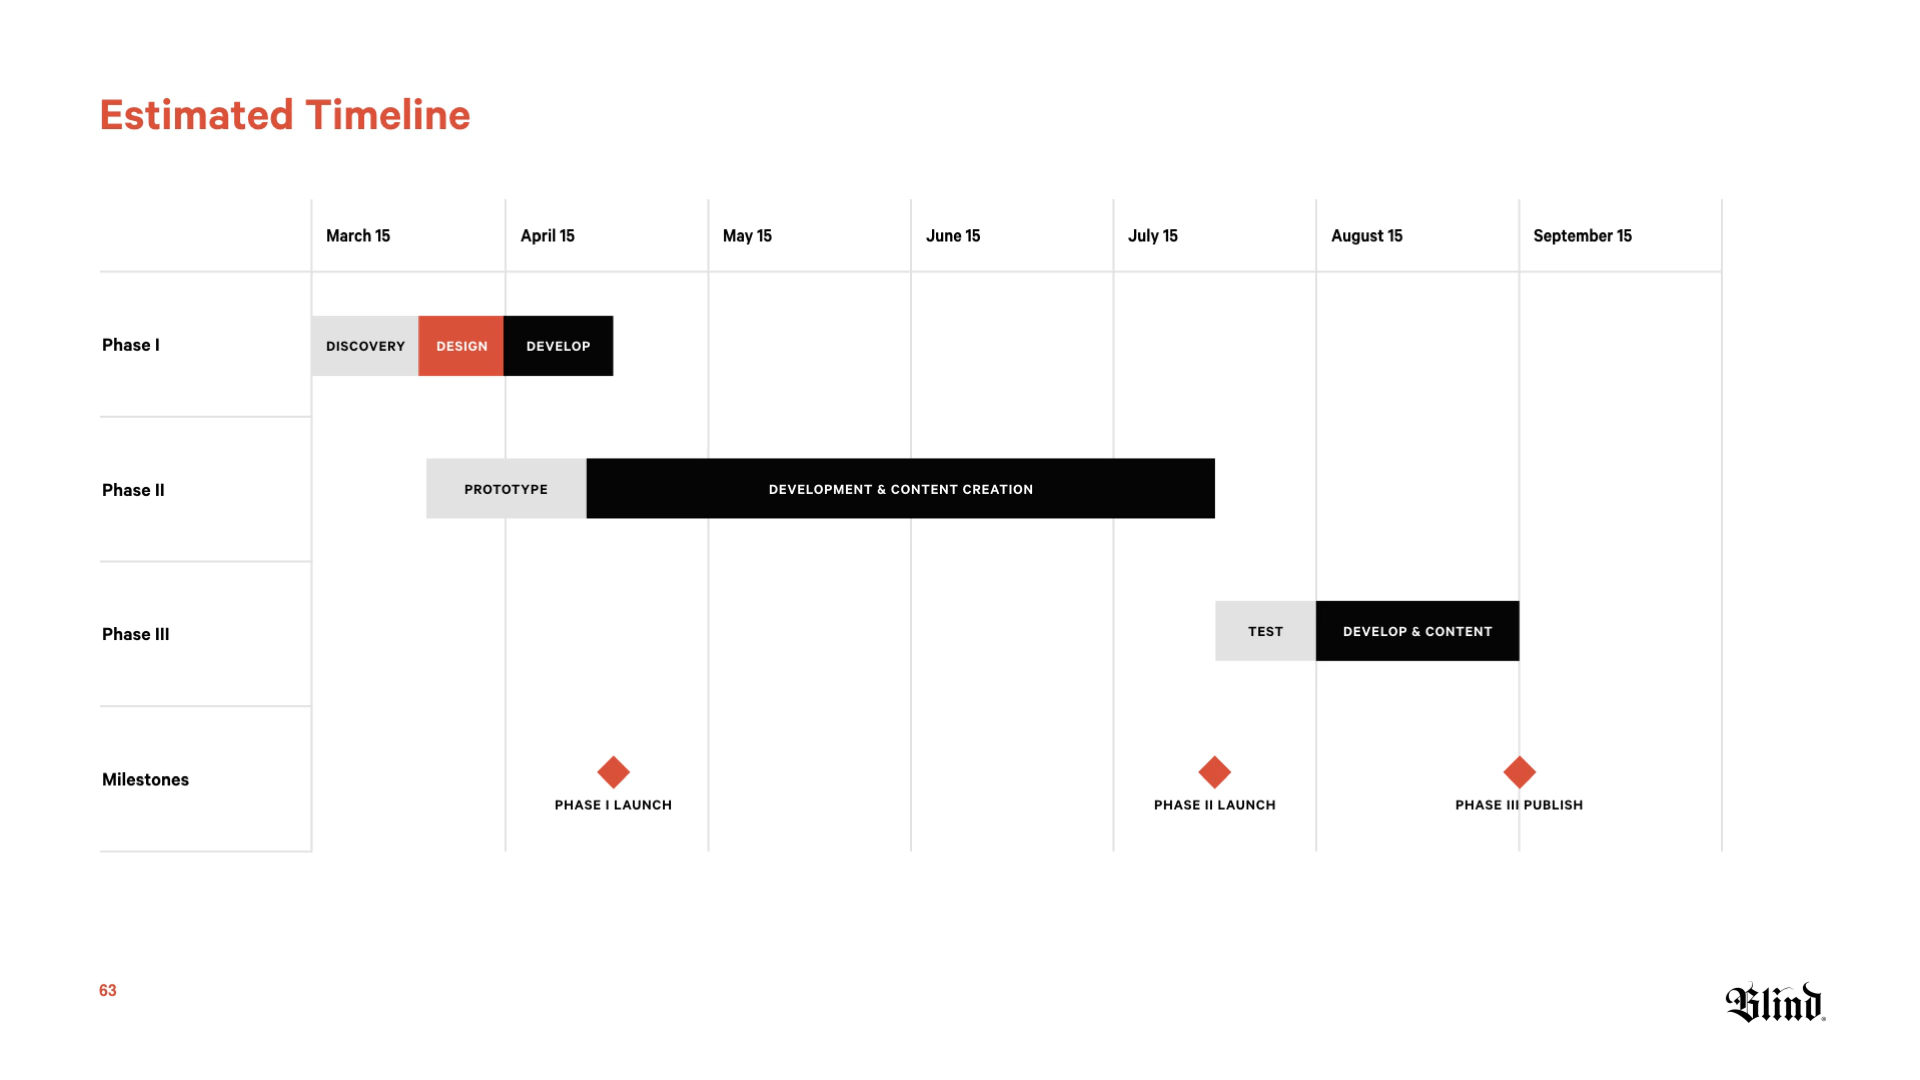 Estimated Timeline
March 15 April 15 May 15 June 15 July 15 August 15 September 15
Phase I
DISCOVERY DESIGN DEVELOP
Phase II
PROTOTYPE DEVELOPMENT & CONTENT CREATION
Phase III
TEST DEVELOP & CONTENT
Milestones
PHASE I LAUNCH PHASE II LAUNCH PHASE III PUBLISH
63
Blind®